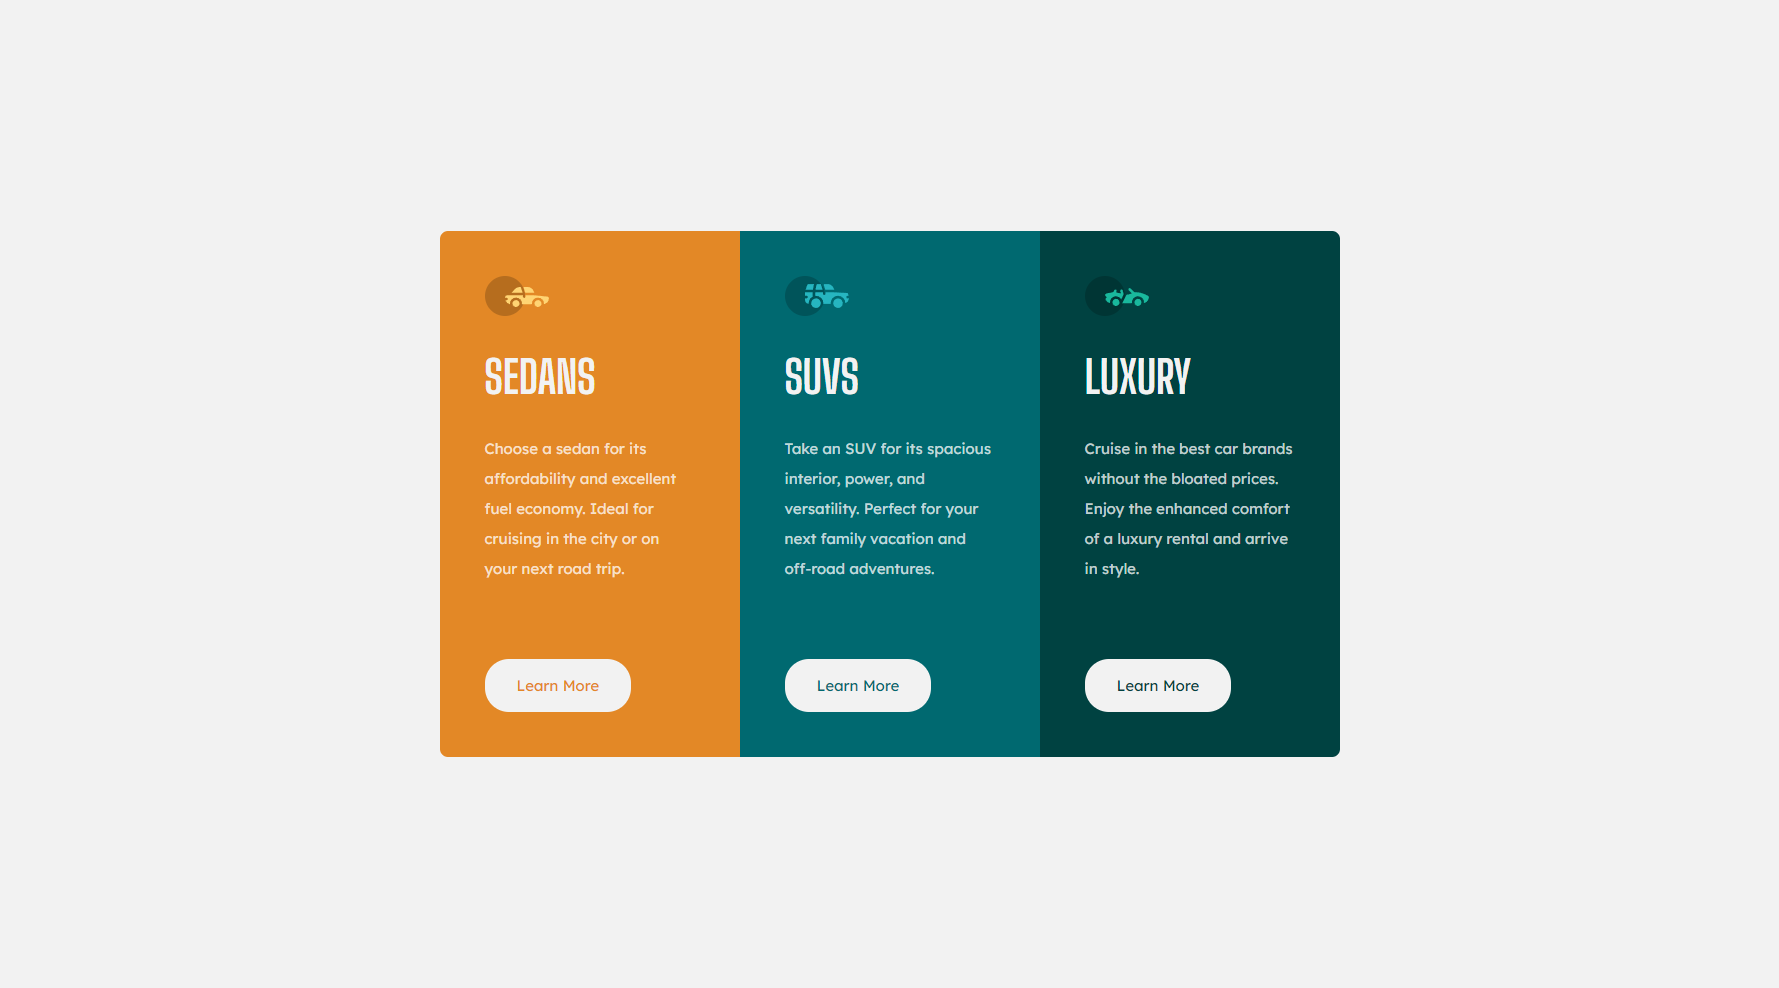 SEDANS
Choose a sedan for its
affordability and excellent
fuel economy. Ideal for
cruising in the city or on
your next road trip.
Learn More
SUVS
Take an SUV for its spacious
interior, power, and
versatility. Perfect for your
next family vacation and
off-road adventures.
Learn More
LUXURY
Cruise in the best car brands
without the bloated prices.
Enjoy the enhanced comfort
of a luxury rental and arrive
in style.
Learn More